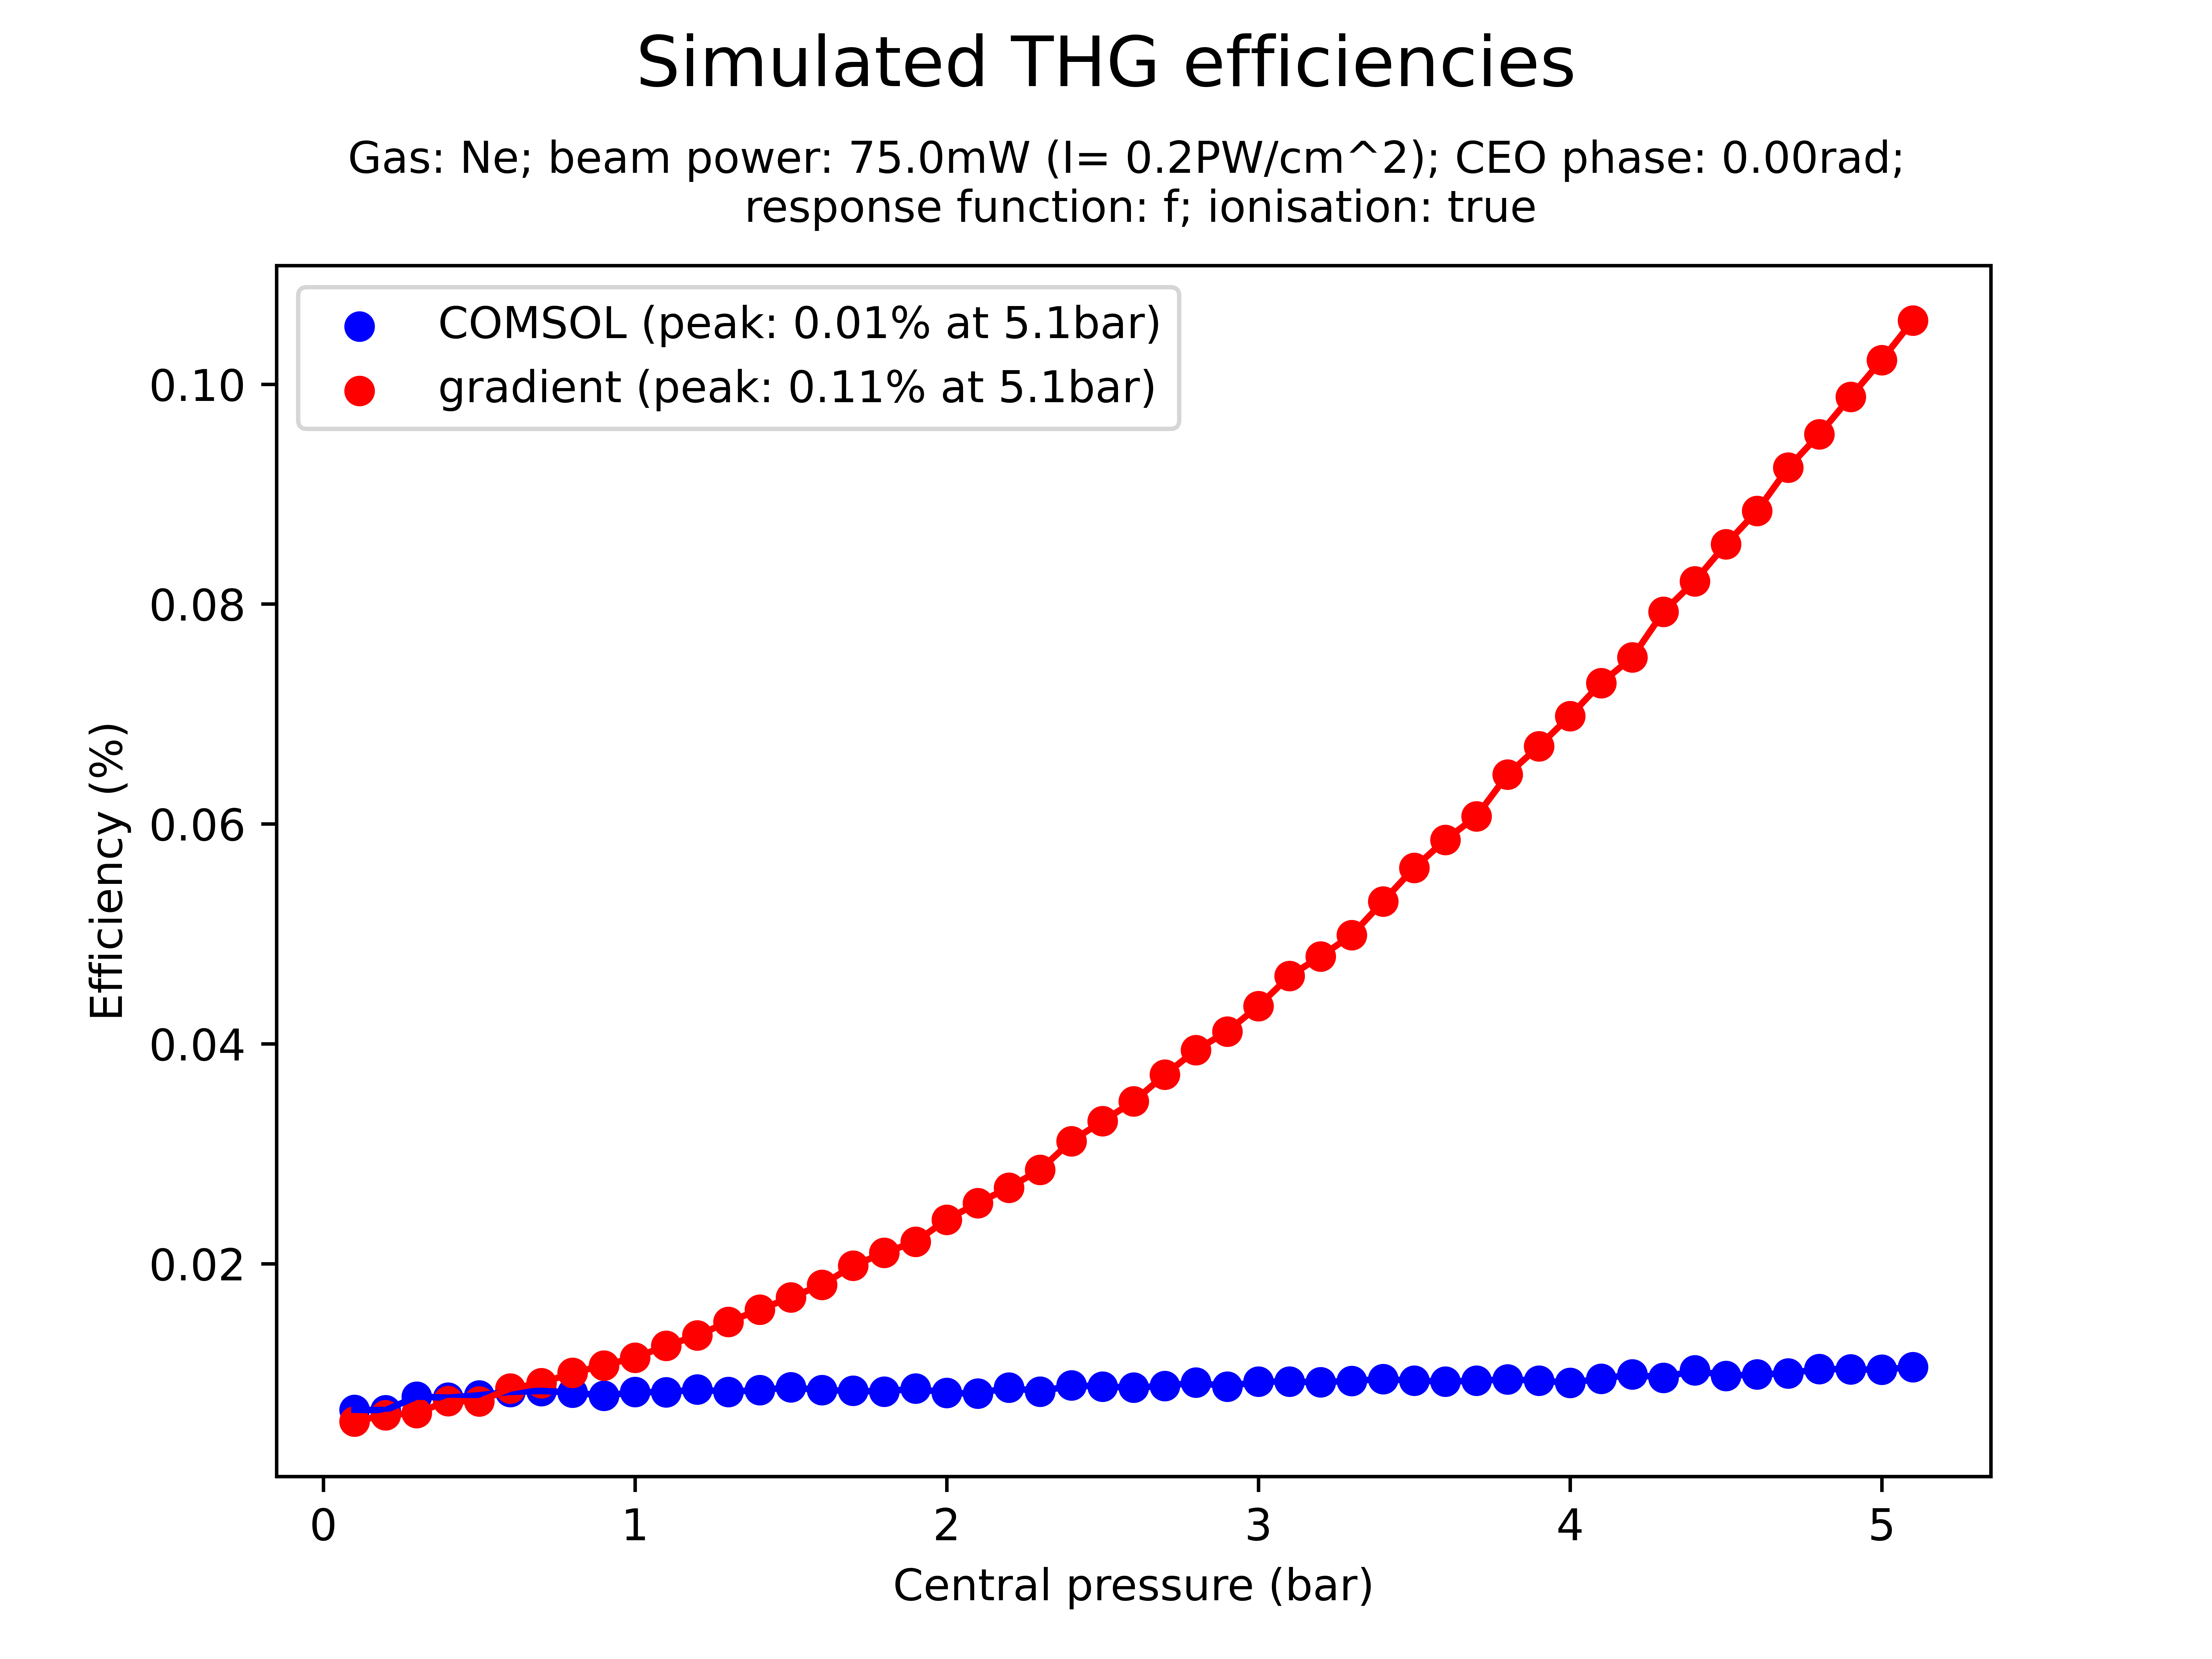 Simulated THG efficiencies
Gas: Ne; beam power: 75.0mW (I= 0.2PW/cm^2); CEO phase: 0.00rad;
response function: f; ionisation: true
COMSOL (peak: 0.01% at 5.1bar)
gradient (peak: 0.11% at 5.1bar)
0.10
0.08
0.06
0.04
0.02
Efficiency (%)
0 1 2 3 4 5
Central pressure (bar)